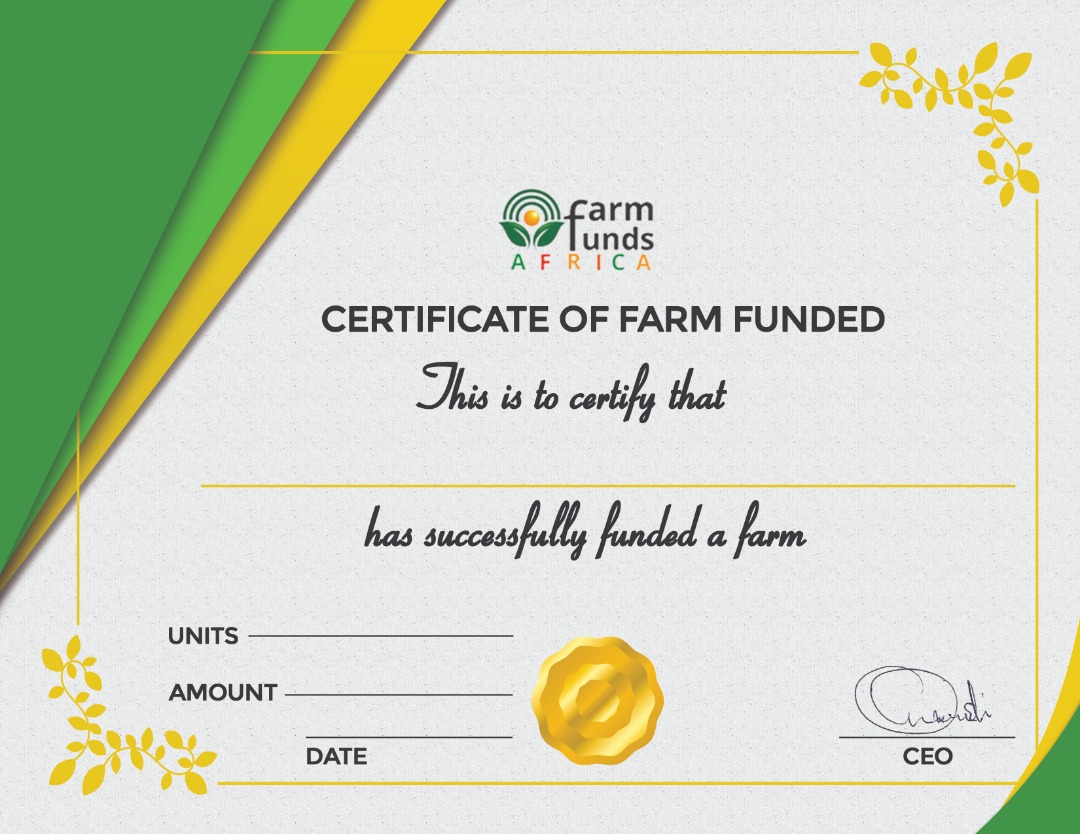 farm
funds
AFRICA
CERTIFICATE OF FARM FUNDED
This is to certify that
has successfully funded a farm
UNITS
AMOUNT
DATE
CEO